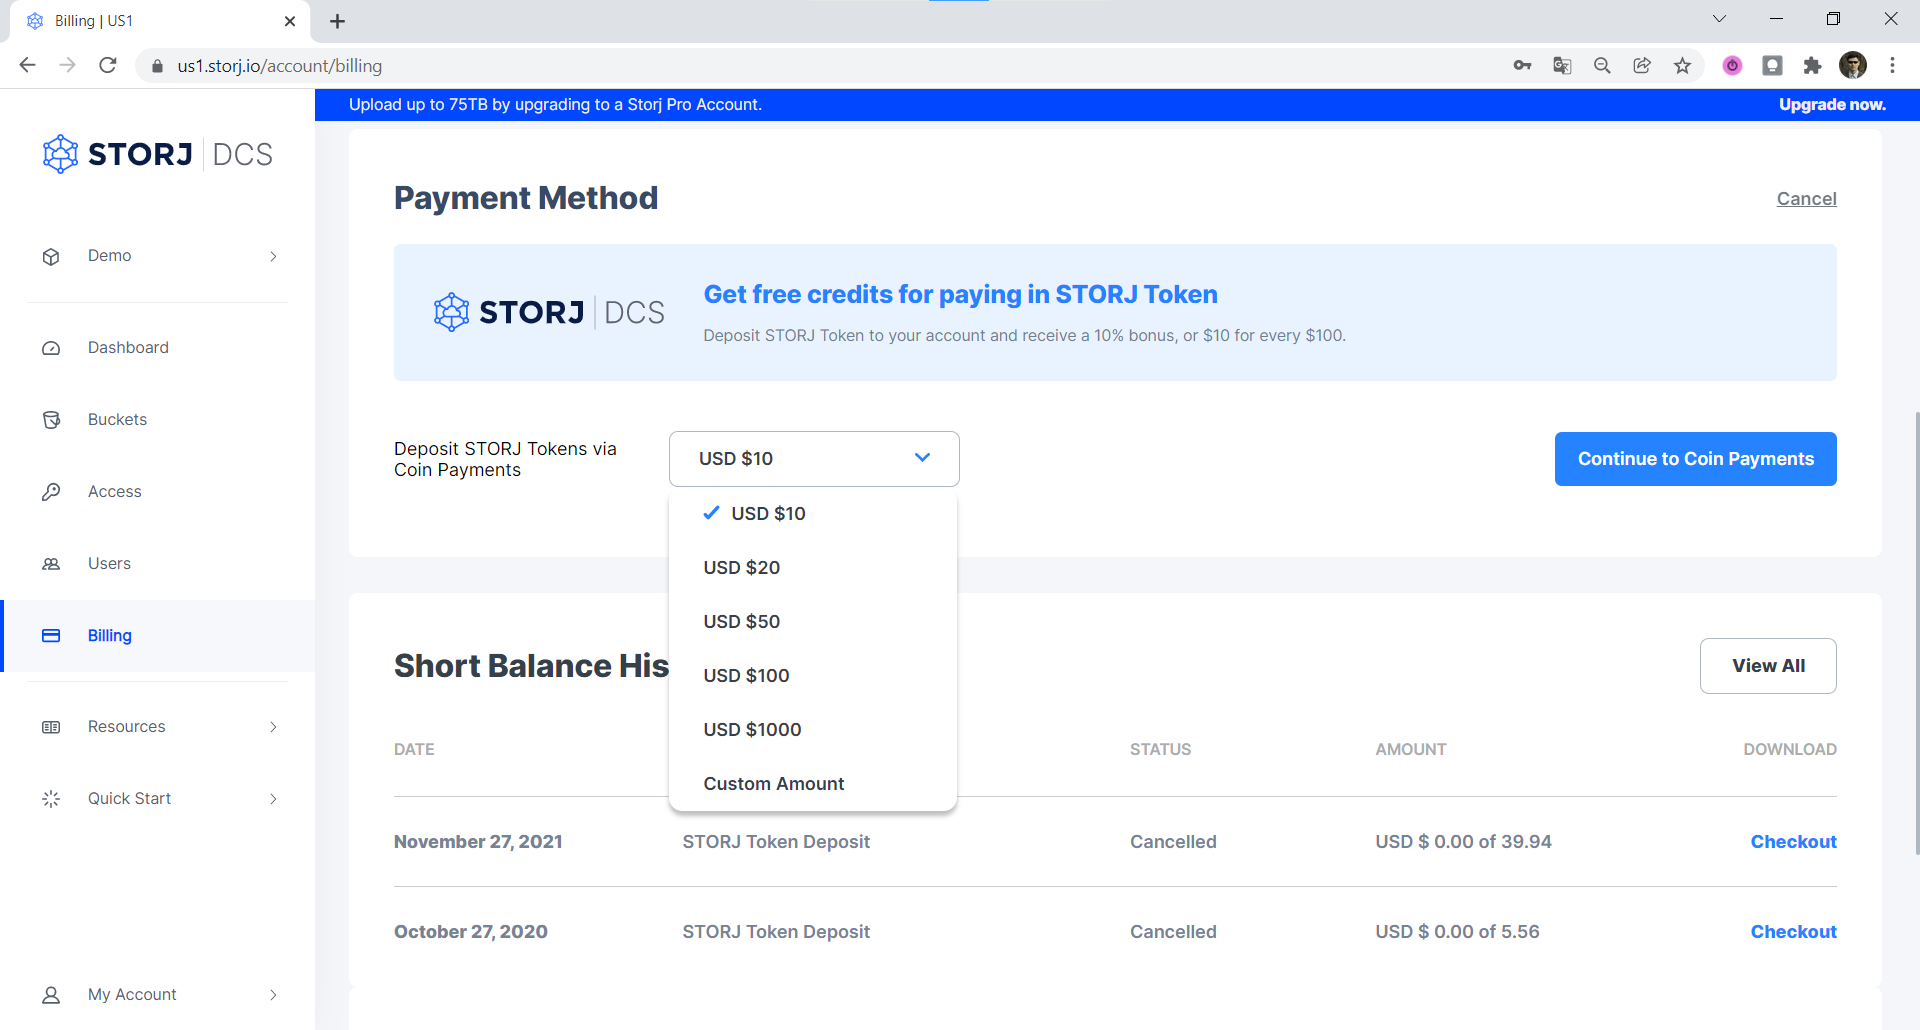 Billing | US1
us1.storj.io/account/billing
Upload up to 75TB by upgrading to a Storj Pro Account.
Upgrade now.
STORJ DCS
Demo
Dashboard
Buckets
Access
Users
Billing
Resources
Quick Start
My Account
Payment Method
Cancel
STORJ DCS
Get free credits for paying in STORJ Token
Deposit STORJ Token to your account and receive a 10% bonus, or $10 for every $100.
Deposit STORJ Tokens via
Coin Payments
USD $10
Continue to Coin Payments
USD $10
USD $20
USD $50
USD $100
USD $1000
Custom Amount
Short Balance His
View All
DATE STATUS AMOUNT DOWNLOAD
November 27, 2021 STORJ Token Deposit Cancelled USD $ 0.00 of 39.94 Checkout
October 27, 2020 STORJ Token Deposit Cancelled USD $ 0.00 of 5.56 Checkout